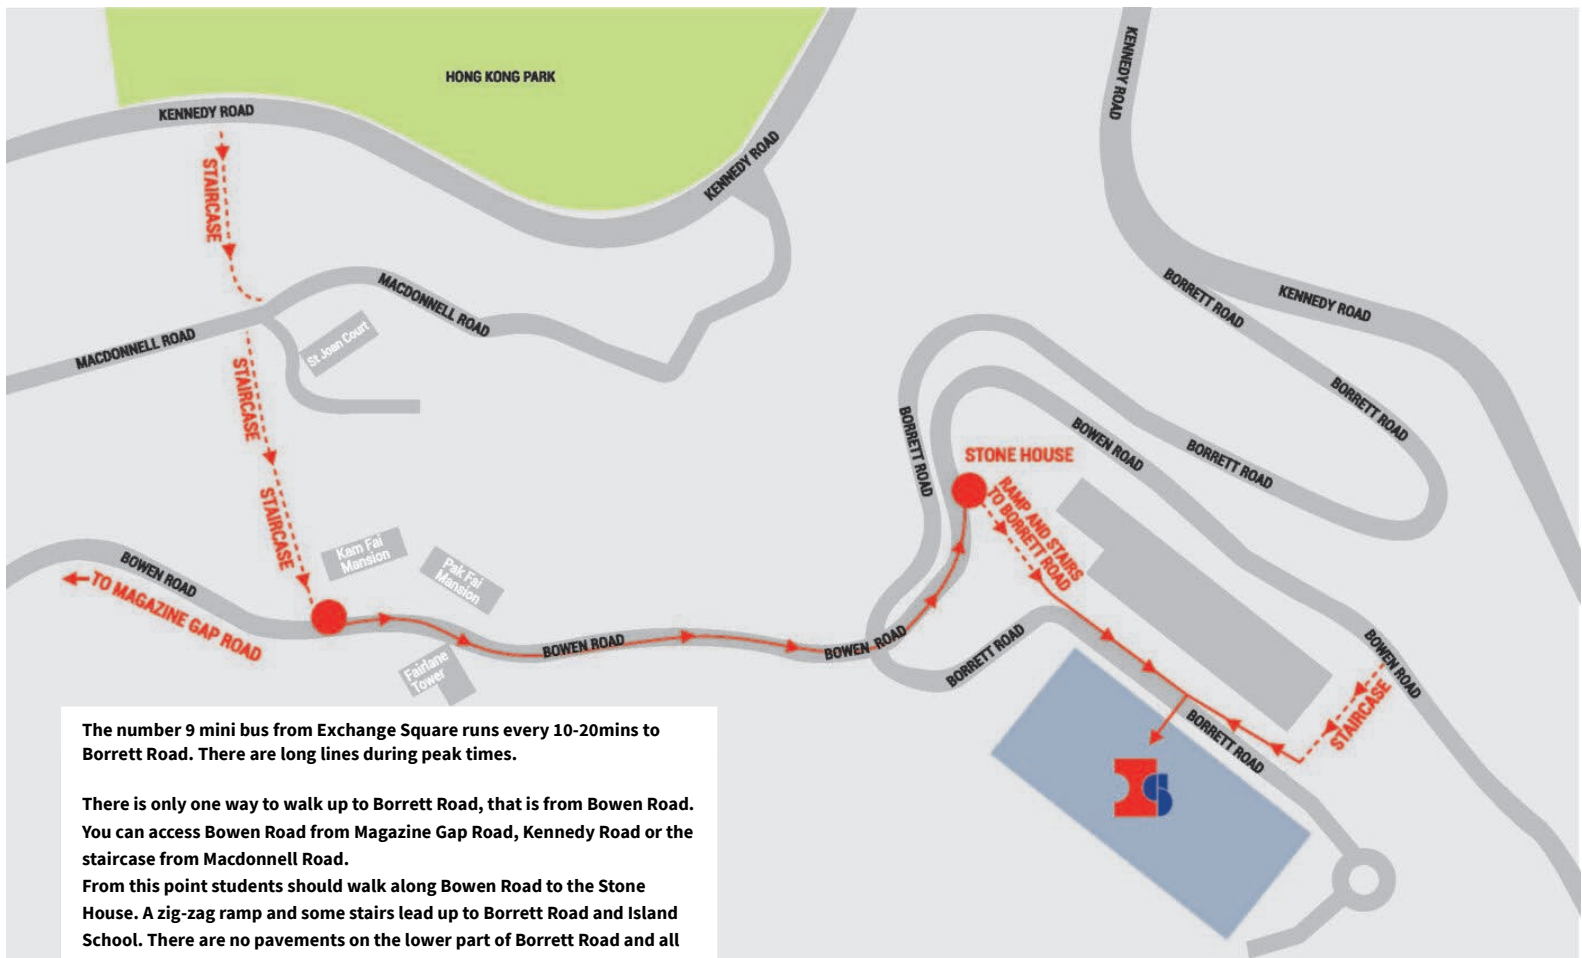 HONG KONG PARK
KENNEDY ROAD
KENNEDY ROAD
KENNEDY ROAD
STAIRCASE
MACDONNELL ROAD
BORRETT ROAD
KENNEDY ROAD
MACDONNELL ROAD
St Joan Court
STAIRCASE
BORRETT ROAD
BORRETT ROAD
BOWEN ROAD
BORRETT ROAD
STONE HOUSE
RAMP AND STAIRS
TO BORRETT ROAD
STAIRCASE
Kam Fai
Mansion
Pak Fai
Mansion
BOWEN ROAD
TO MAGAZINE GAP ROAD
BOWEN ROAD
BOWEN ROAD
BORRETT ROAD
BOWEN ROAD
STAIRCASE
Fairlane
Tower
BORRETT ROAD
IS
The number 9 mini bus from Exchange Square runs every 10-20mins to
Borrett Road. There are long lines during peak times.
There is only one way to walk up to Borrett Road, that is from Bowen Road.
You can access Bowen Road from Magazine Gap Road, Kennedy Road or the
staircase from Macdonnell Road.
From this point students should walk along Bowen Road to the Stone
House. A zig-zag ramp and some stairs lead up to Borrett Road and Island
School. There are no pavements on the lower part of Borrett Road and all